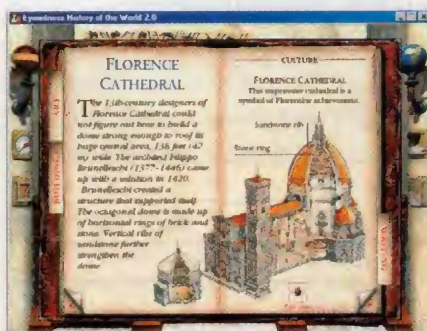 Eyewitness History of the World 2.0
FLORENCE
CATHEDRAL
The 13th-century designers of
Florence Cathedral could
not figure out how to build a
dome strong enough to roof its
huge central area, 138 feet (42
m) wide. The architect Filippo
Brunelleschi (1377-1446) came
up with a solution in 1420.
Brunelleschi created a
structure that supported itself.
The octagonal dome is made up
of horizontal rings of brick and
stone. Vertical ribs of
sandstone further
strengthen the
dome.
CULTURE
FLORENCE CATHEDRAL
This impressive cathedral is a
symbol of Florentine achievement.
Sandstone rib
Stone ring
ART